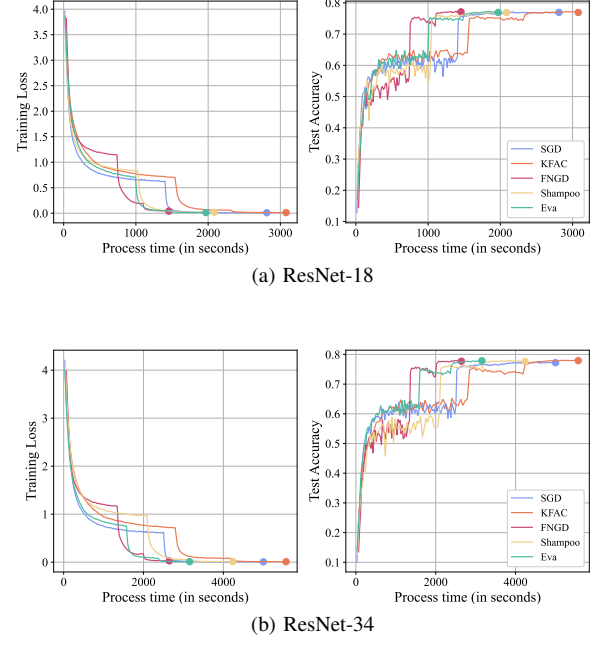 4.0
3.5
3.0
2.5
2.0
1.5
1.0
0.5
0.0
Training Loss
0 1000 2000 3000
Process time (in seconds)
0.8
0.7
0.6
0.5
0.4
0.3
0.2
0.1
Test Accuracy
SGD
KFAC
FNGD
Shampoo
Eva
0 1000 2000 3000
Process time (in seconds)
(a) ResNet-18
4
3
2
1
0
Training Loss
0 2000 4000
Process time (in seconds)
0.8
0.7
0.6
0.5
0.4
0.3
0.2
0.1
Test Accuracy
SGD
KFAC
FNGD
Shampoo
Eva
0 2000 4000
Process time (in seconds)
(b) ResNet-34